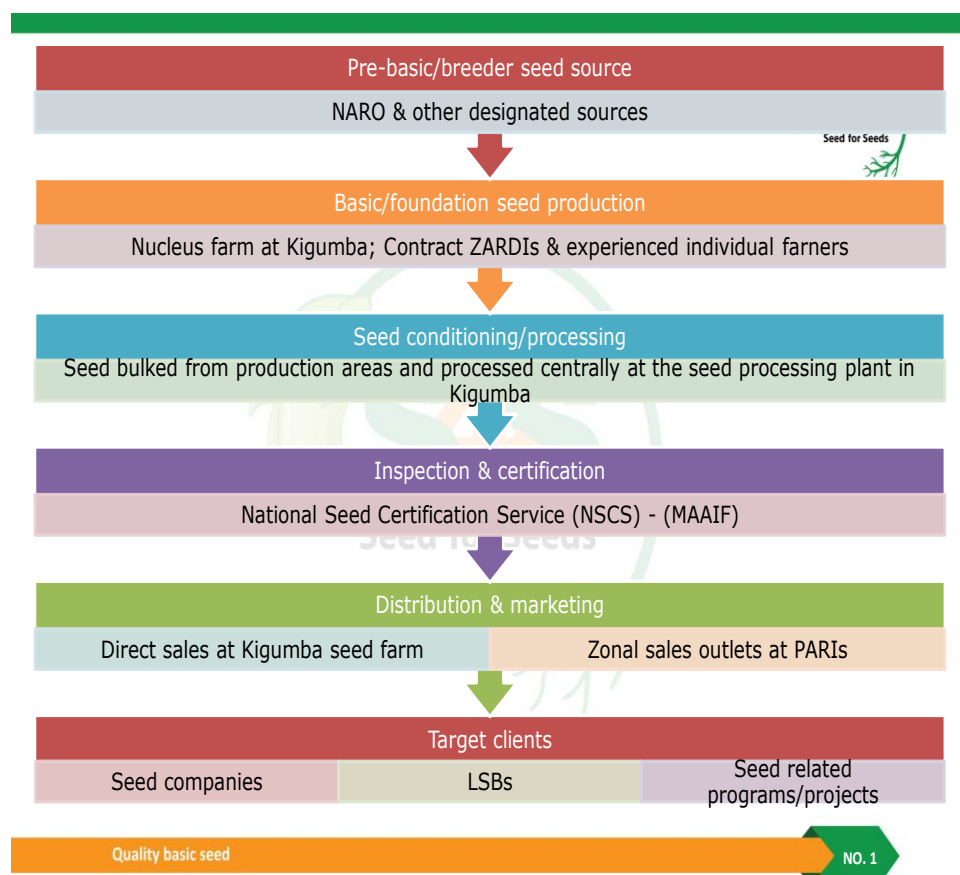 Pre-basic/breeder seed source
NARO & other designated sources
Seed for Seeds
Basic/foundation seed production
Nucleus farm at Kigumba; Contract ZARDIs & experienced individual farners
Seed conditioning/processing
Seed bulked from production areas and processed centrally at the seed processing plant in
Kigumba
Inspection & certification
National Seed Certification Service (NSCS) - (MAAIF)
Seed for Seeds
Distribution & marketing
Direct sales at Kigumba seed farm
Zonal sales outlets at PARIs
Target clients
Seed companies
LSBs
Seed related
programs/projects
Quality basic seed
NO. 1